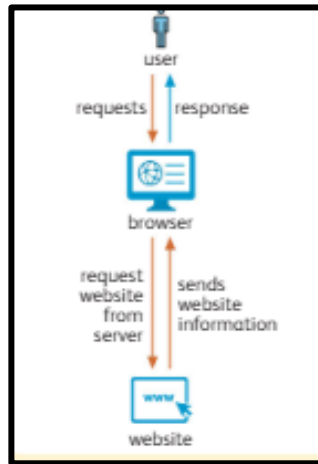 user
requests
response
browser
request
website
from
server
sends
website
information
www
website